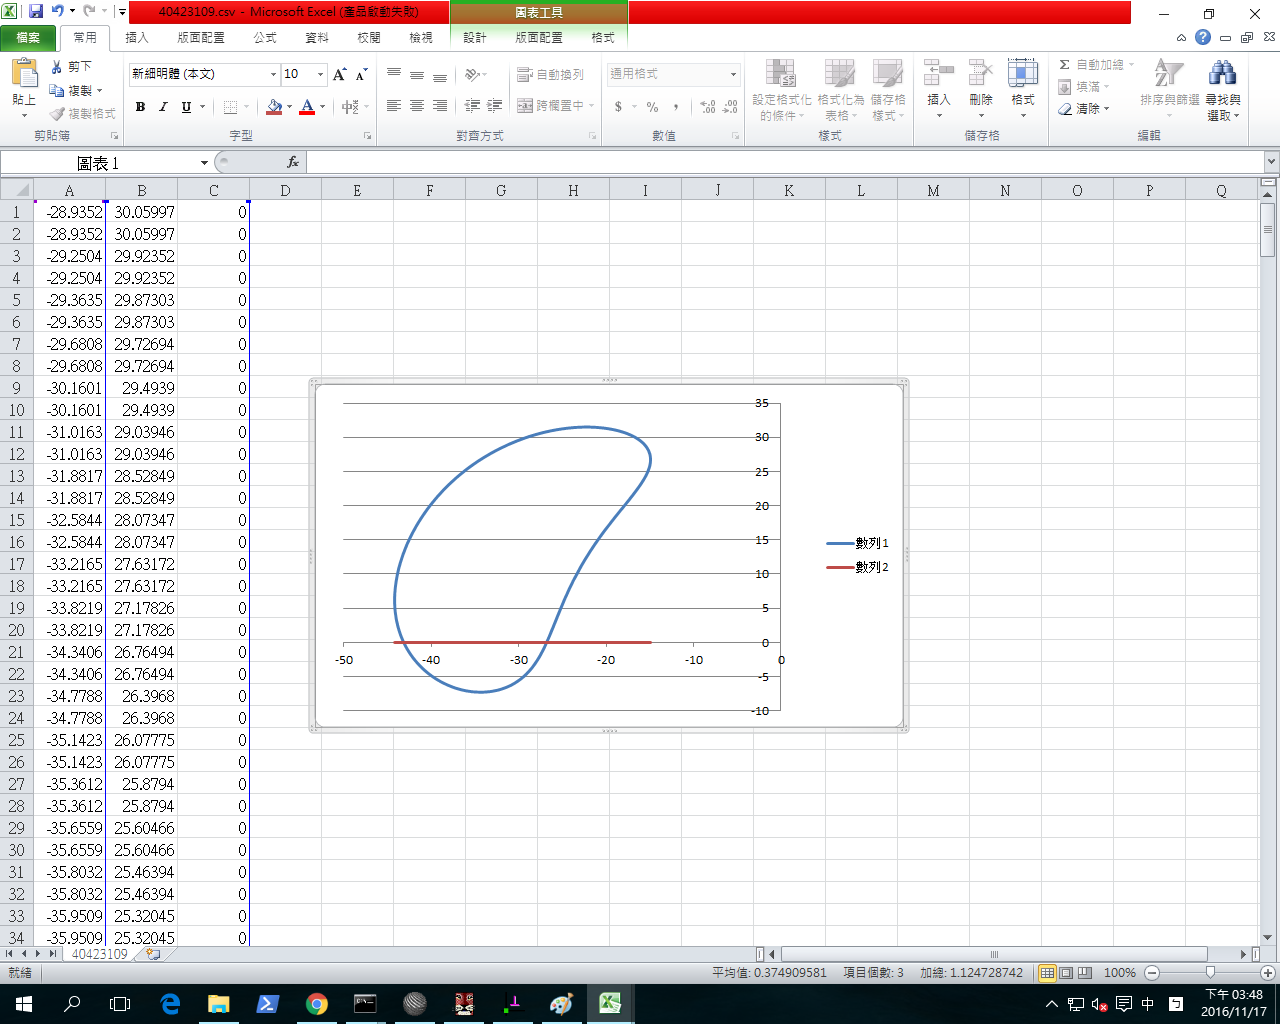 40423109.csv - Microsoft Excel (產品啟動失敗)
圖表工具
檔案 常用 插入 版面配置 公式 資料 校閱 檢視 設計 版面配置 格式
貼上 剪下 複製 複製格式 剪貼簿
新細明體 (本文) 10 B I U A 字型
自動換列 跨欄置中 對齊方式
通用格式 $ % , 數值
設定格式化的條件 格式化為表格 儲存格樣式 樣式
插入 刪除 格式 儲存格
Σ 自動加總 填滿 清除 排序與篩選 尋找與選取 編輯
圖表 1 fx
A B C D E F G H I J K L M N O P Q
1 -28.9352 30.05997 0
2 -28.9352 30.05997 0
3 -29.2504 29.92352 0
4 -29.2504 29.92352 0
5 -29.3635 29.87303 0
6 -29.3635 29.87303 0
7 -29.6808 29.72694 0
8 -29.6808 29.72694 0
9 -30.1601 29.4939 0
10 -30.1601 29.4939 0
11 -31.0163 29.03946 0
12 -31.0163 29.03946 0
13 -31.8817 28.52849 0
14 -31.8817 28.52849 0
15 -32.5844 28.07347 0
16 -32.5844 28.07347 0
17 -33.2165 27.63172 0
18 -33.2165 27.63172 0
19 -33.8219 27.17826 0
20 -33.8219 27.17826 0
21 -34.3406 26.76494 0
22 -34.3406 26.76494 0
23 -34.7788 26.3968 0
24 -34.7788 26.3968 0
25 -35.1423 26.07775 0
26 -35.1423 26.07775 0
27 -35.3612 25.8794 0
28 -35.3612 25.8794 0
29 -35.6559 25.60466 0
30 -35.6559 25.60466 0
31 -35.8032 25.46394 0
32 -35.8032 25.46394 0
33 -35.9509 25.32045 0
34 -35.9509 25.32045 0
35
30
25
20
15
10
5
0
-5
-10
-50 -40 -30 -20 -10 0
數列1
數列2
40423109
就緒 平均值: 0.374909581 項目個數: 3 加總: 1.124728742 100%
中
下午 03:48
2016/11/17